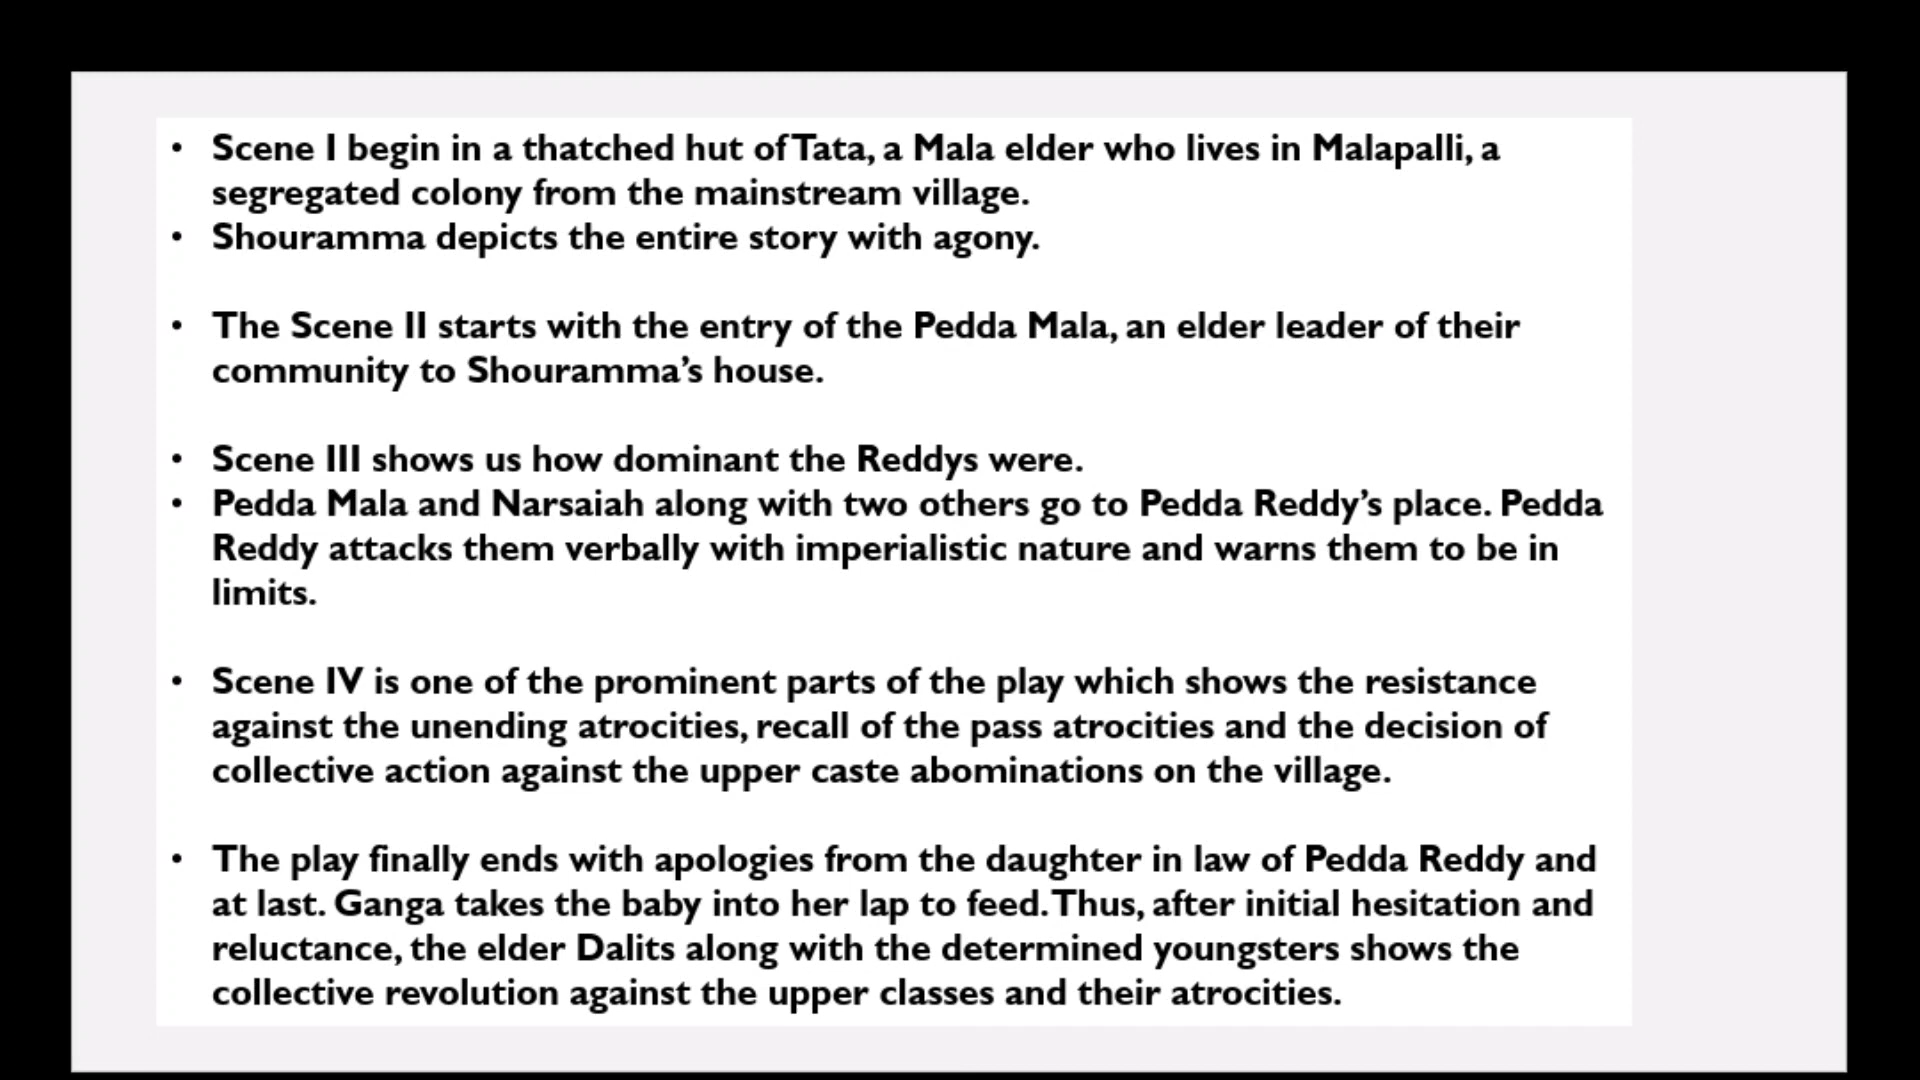 • Scene I begin in a thatched hut of Tata, a Mala elder who lives in Malapalli, a
segregated colony from the mainstream village.
• Shouramma depicts the entire story with agony.
• The Scene II starts with the entry of the Pedda Mala, an elder leader of their
community to Shouramma’s house.
• Scene III shows us how dominant the Reddys were.
• Pedda Mala and Narsaiah along with two others go to Pedda Reddy’s place. Pedda
Reddy attacks them verbally with imperialistic nature and warns them to be in
limits.
• Scene IV is one of the prominent parts of the play which shows the resistance
against the unending atrocities, recall of the pass atrocities and the decision of
collective action against the upper caste abominations on the village.
• The play finally ends with apologies from the daughter in law of Pedda Reddy and
at last. Ganga takes the baby into her lap to feed. Thus, after initial hesitation and
reluctance, the elder Dalits along with the determined youngsters shows the
collective revolution against the upper classes and their atrocities.